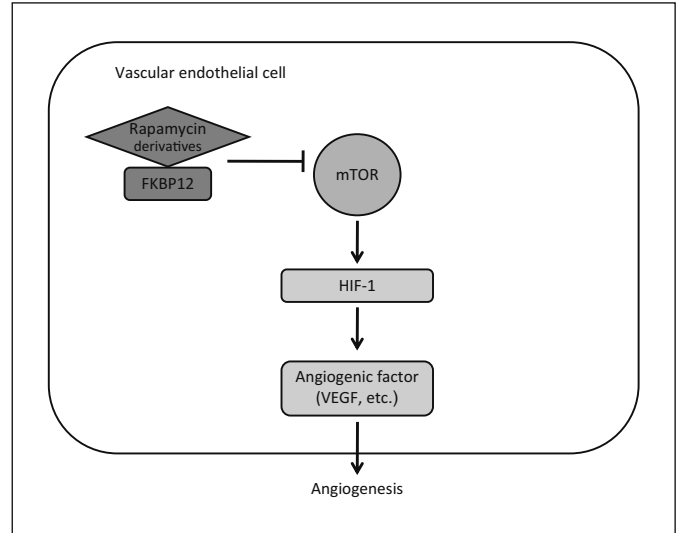 Vascular endothelial cell
Rapamycin
derivatives
FKBP12
mTOR
HIF-1
Angiogenic factor
(VEGF, etc.)
Angiogenesis